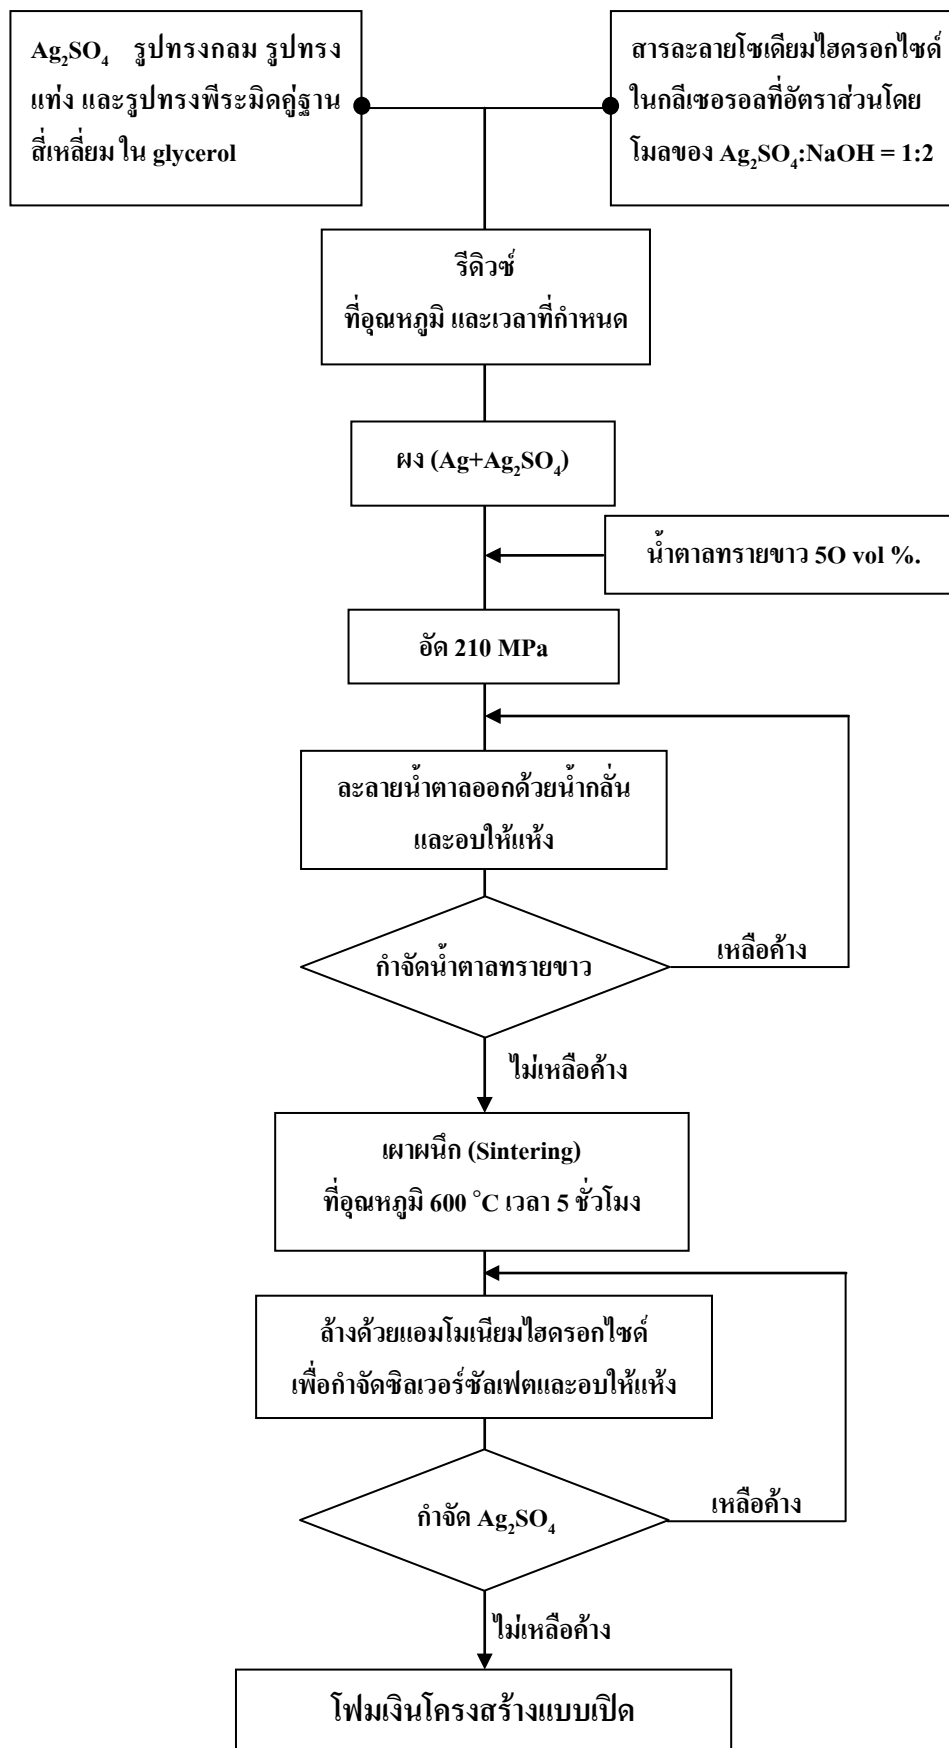 Ag₂SO₄ รูปทรงกลม รูปทรง
แท่ง และรูปทรงพีระมิดคู่ฐาน
สี่เหลี่ยม ใน glycerol
สารละลายโซเดียมไฮดรอกไซด์
ในกลีเซอรอลที่อัตราส่วนโดย
โมลของ Ag₂SO₄:NaOH = 1:2
รีดิวซ์
ที่อุณหภูมิ และเวลาที่กำหนด
ผง (Ag+Ag₂SO₄)
น้ำตาลทรายขาว 5O vol %.
อัด 210 MPa
ละลายน้ำตาลออกด้วยน้ำกลั่น
และอบให้แห้ง
กำจัดน้ำตาลทรายขาว
เหลือค้าง
ไม่เหลือค้าง
เผาผนึก (Sintering)
ที่อุณหภูมิ 600 °C เวลา 5 ชั่วโมง
ล้างด้วยแอมโมเนียมไฮดรอกไซด์
เพื่อกำจัดซิลเวอร์ซัลเฟตและอบให้แห้ง
กำจัด Ag₂SO₄
เหลือค้าง
ไม่เหลือค้าง
โฟมเงินโครงสร้างแบบเปิด